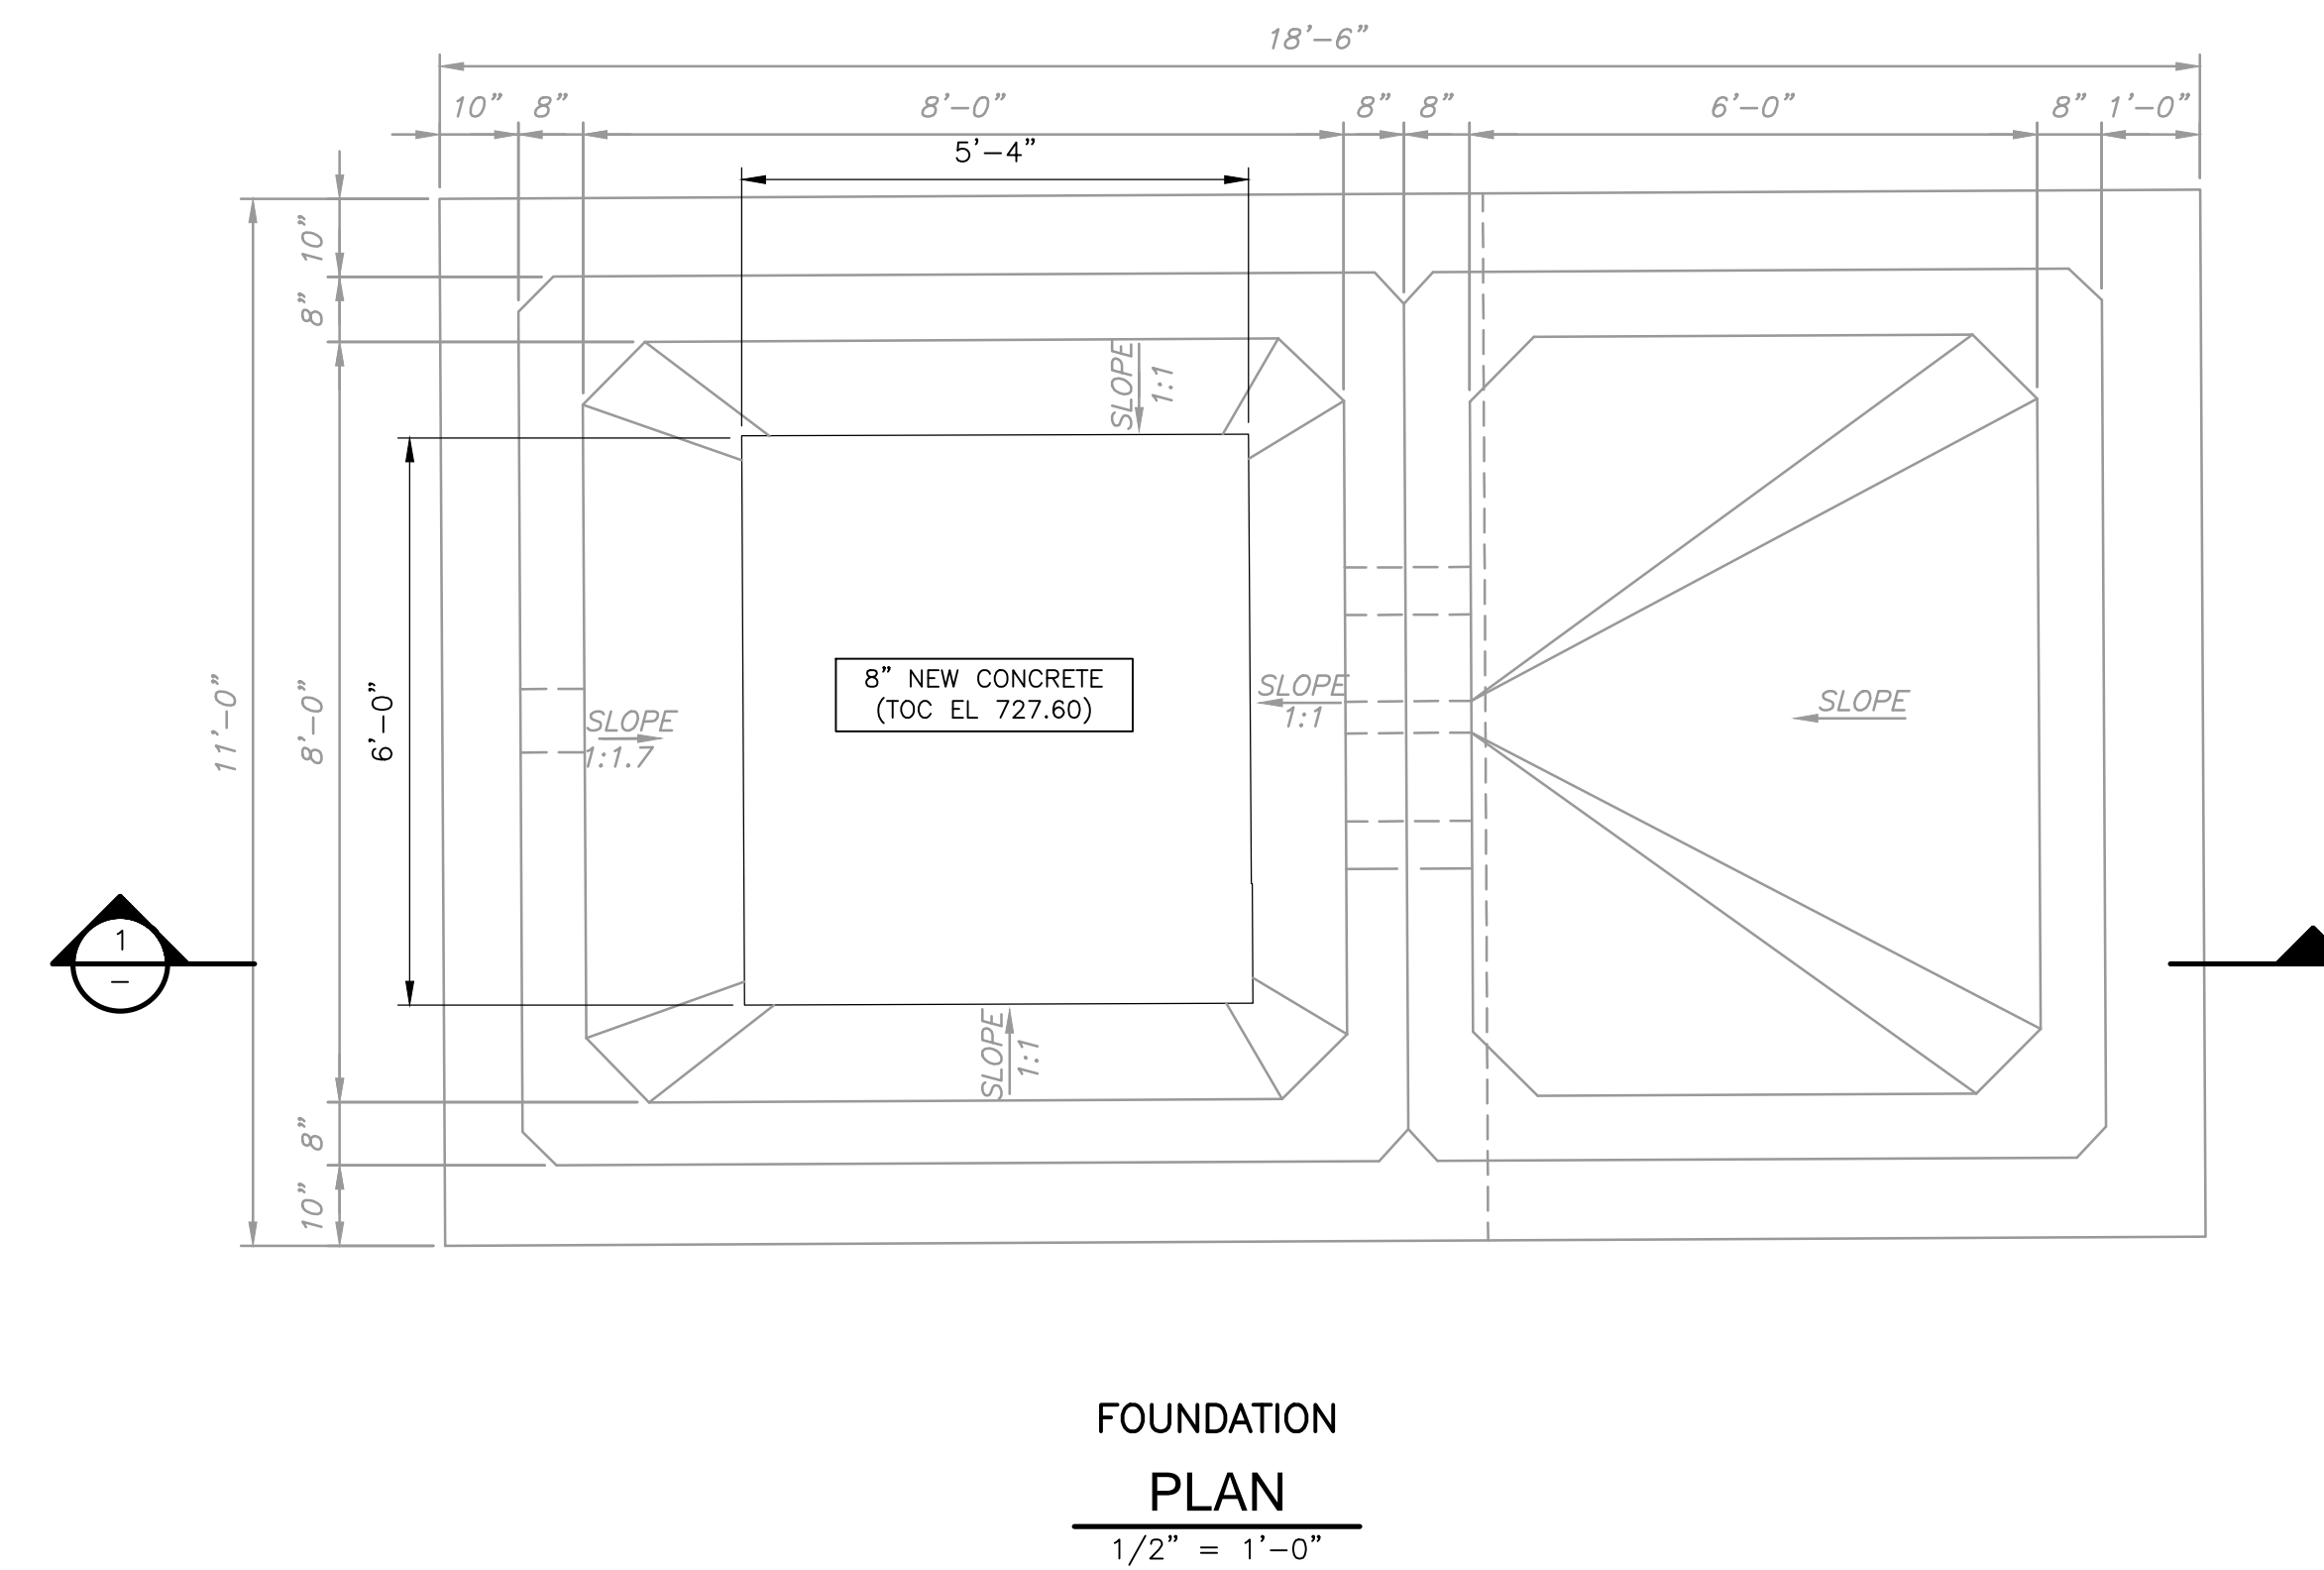 18'-6"
10" 8" 8'-0" 8" 8" 6'-0" 8" 1'-0"
5'-4"
10"
8"
SLOPE
1:1
11'-0"
8'-0"
6'-0"
8" NEW CONCRETE
(TOC EL 727.60)
SLOPE
1:1
SLOPE
SLOPE
1:1.7
1
-
SLOPE
1:1
8"
10"
FOUNDATION
PLAN
1/2" = 1'-0"